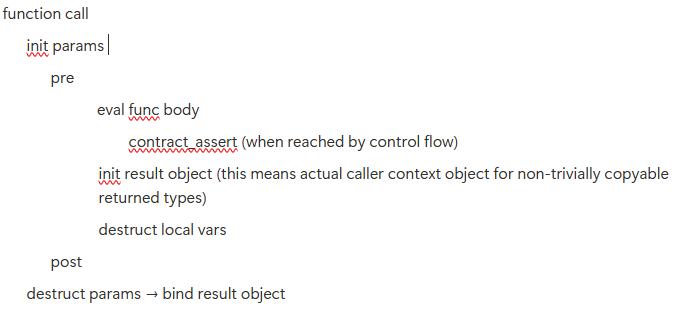 function call
init params
pre
eval func body
contract_assert (when reached by control flow)
init result object (this means actual caller context object for non-trivially copyable
returned types)
destruct local vars
post
destruct params → bind result object